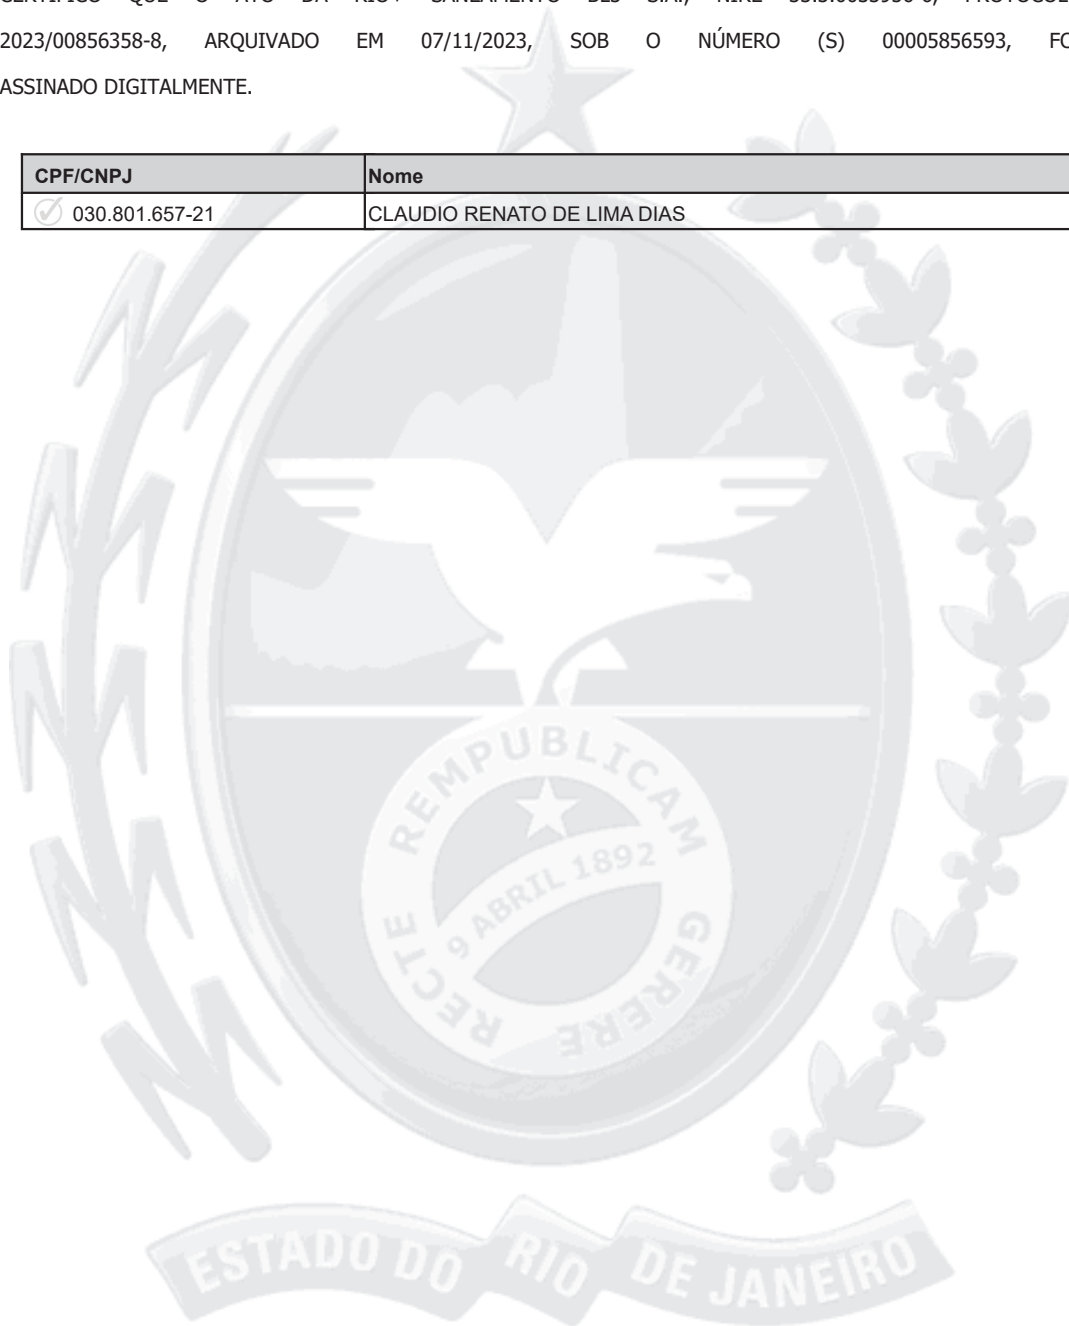 2023/00856358-8, ARQUIVADO EM 07/11/2023, SOB O NÚMERO (S) 00005856593,
ASSINADO DIGITALMENTE.
CPF/CNPJ Nome
030.801.657-21 CLAUDIO RENATO DE LIMA DIAS
RECTE REMPUBLICAM GERERE
9 ABRIL 1892
ESTADO DO RIO DE JANEIRO